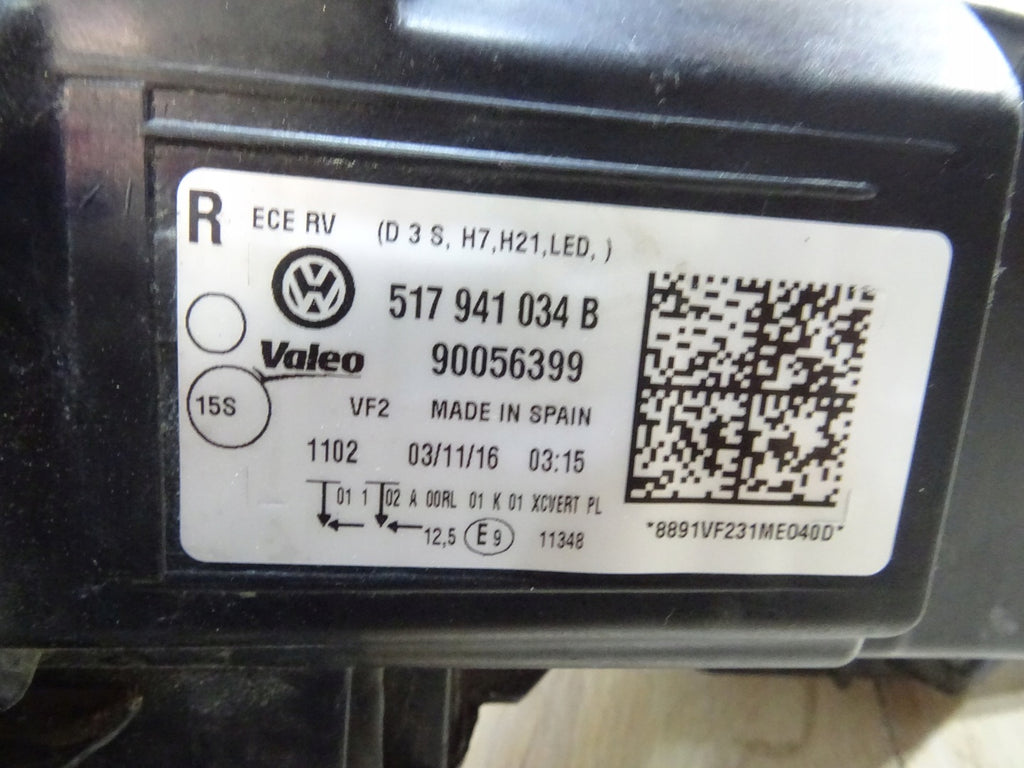 R ECE RV (D 3 S, H7,H21,LED, )
517 941 034 B
Valeo 90056399
15S VF2 MADE IN SPAIN
1102 03/11/16 03:15
01 1 02 A 00RL 01 K 01 XCVERT PL
12,5 E9 11348
*8891VF231ME040D*